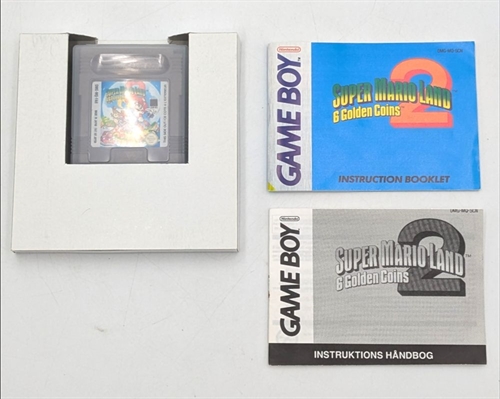 Nintendo
GAME BOY
SUPER MARIO LAND 2
6 Golden Coins
INSTRUCTION BOOKLET
Nintendo
GAME BOY
SUPER MARIO LAND 2
6 Golden Coins
INSTRUKTIONS HÅNDBOG